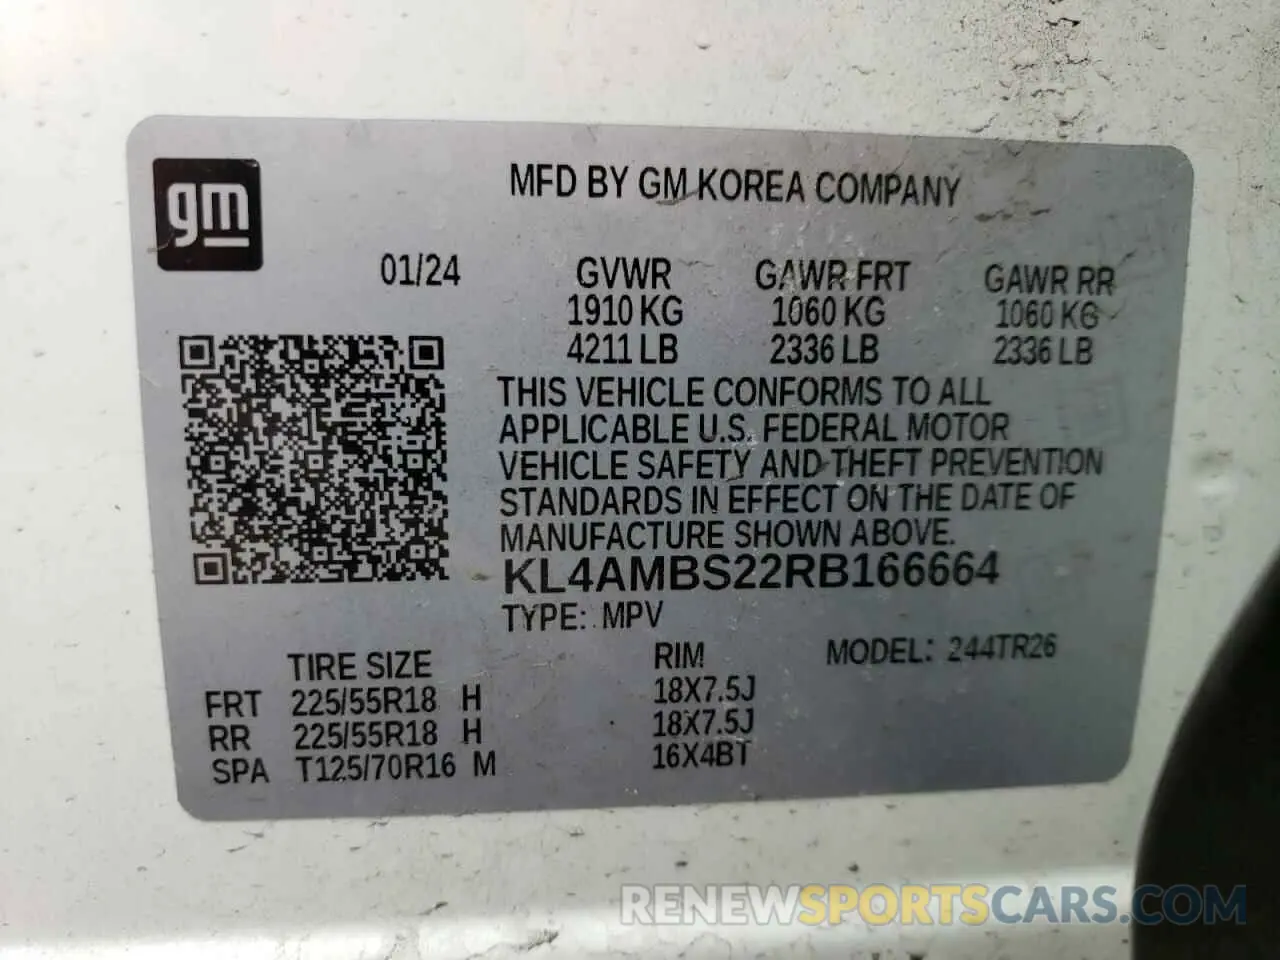 gm
MFD BY GM KOREA COMPANY
01/24 GVWR GAWR FRT GAWR RR
1910 KG 1060 KG 1060 KG
4211 LB 2336 LB 2336 LB
THIS VEHICLE CONFORMS TO ALL
APPLICABLE U.S. FEDERAL MOTOR
VEHICLE SAFETY AND THEFT PREVENTION
STANDARDS IN EFFECT ON THE DATE OF
MANUFACTURE SHOWN ABOVE.
KL4AMBS22RB166664
TYPE: MPV
TIRE SIZE RIM MODEL: 244TR26
FRT 225/55R18 H 18X7.5J
RR 225/55R18 H 18X7.5J
SPA T125/70R16 M 16X4BT
RENEWSPORTSCARS.COM